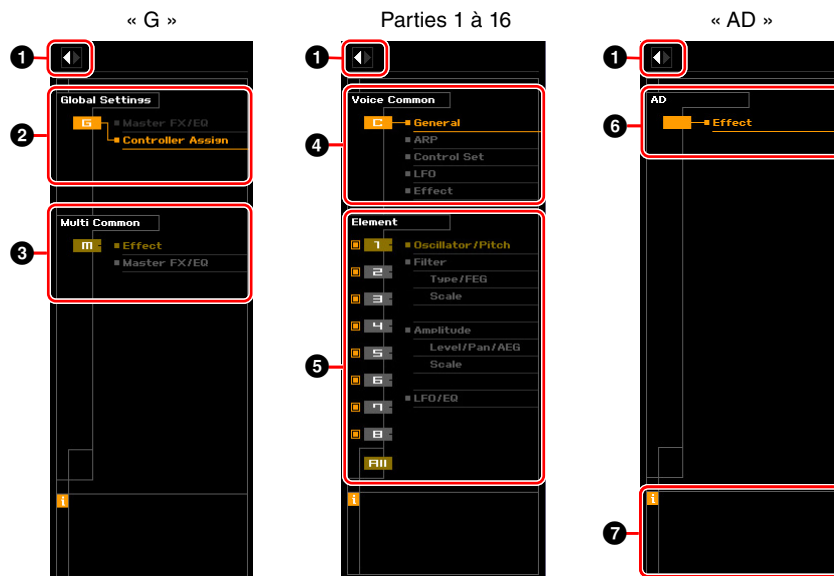 « G »
Parties 1 à 16
« AD »
1
1
1
Global Settings
G
Master FX/EQ
Controller Assign
2
Multi Common
M
Effect
Master FX/EQ
3
Voice Common
C
General
ARP
Control Set
LFO
Effect
4
Element
1
Oscillator/Pitch
2
Filter
Type/FEG
3
Scale
4
Amplitude
5
Level/Pan/AEG
Scale
6
7
LFO/EQ
8
All
5
AD
Effect
6
i
i
i
7